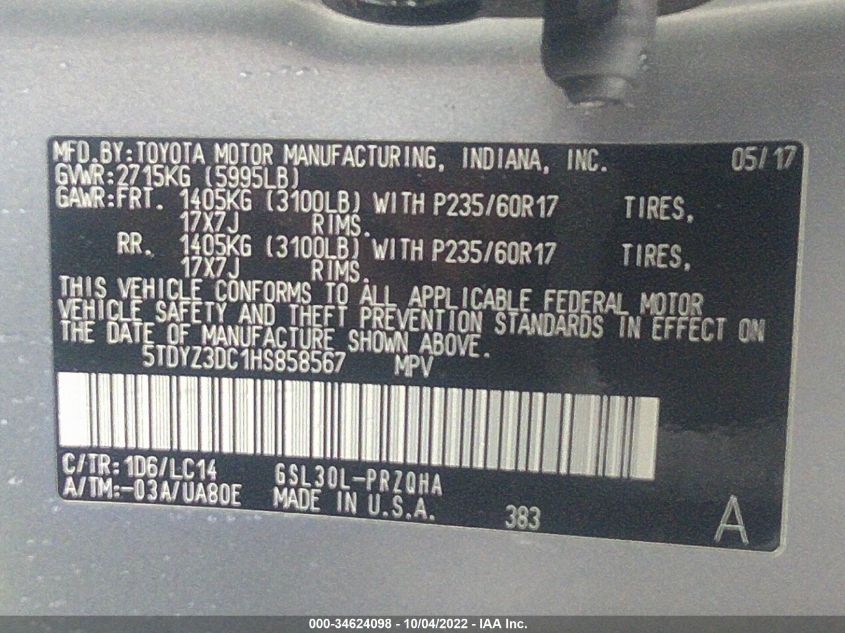 MFD.BY:TOYOTA MOTOR MANUFACTURING, INDIANA, INC. 05/17
GVWR:2715KG (5995LB)
GAWR:FRT. 1405KG (3100LB) WITH P235/60R17 TIRES,
17X7J RIMS.
RR. 1405KG (3100LB) WITH P235/60R17 TIRES,
17X7J RIMS.
THIS VEHICLE CONFORMS TO ALL APPLICABLE FEDERAL MOTOR
VEHICLE SAFETY AND THEFT PREVENTION STANDARDS IN EFFECT ON
THE DATE OF MANUFACTURE SHOWN ABOVE.
5TDYZ3DC1HS858567 MPV
C/TR: 1D6/LC14 GSL30L-PRZQHA
A/TM:-03A/UA80E MADE IN U.S.A. 383 A
000-34624098 - 10/04/2022 - IAA Inc.